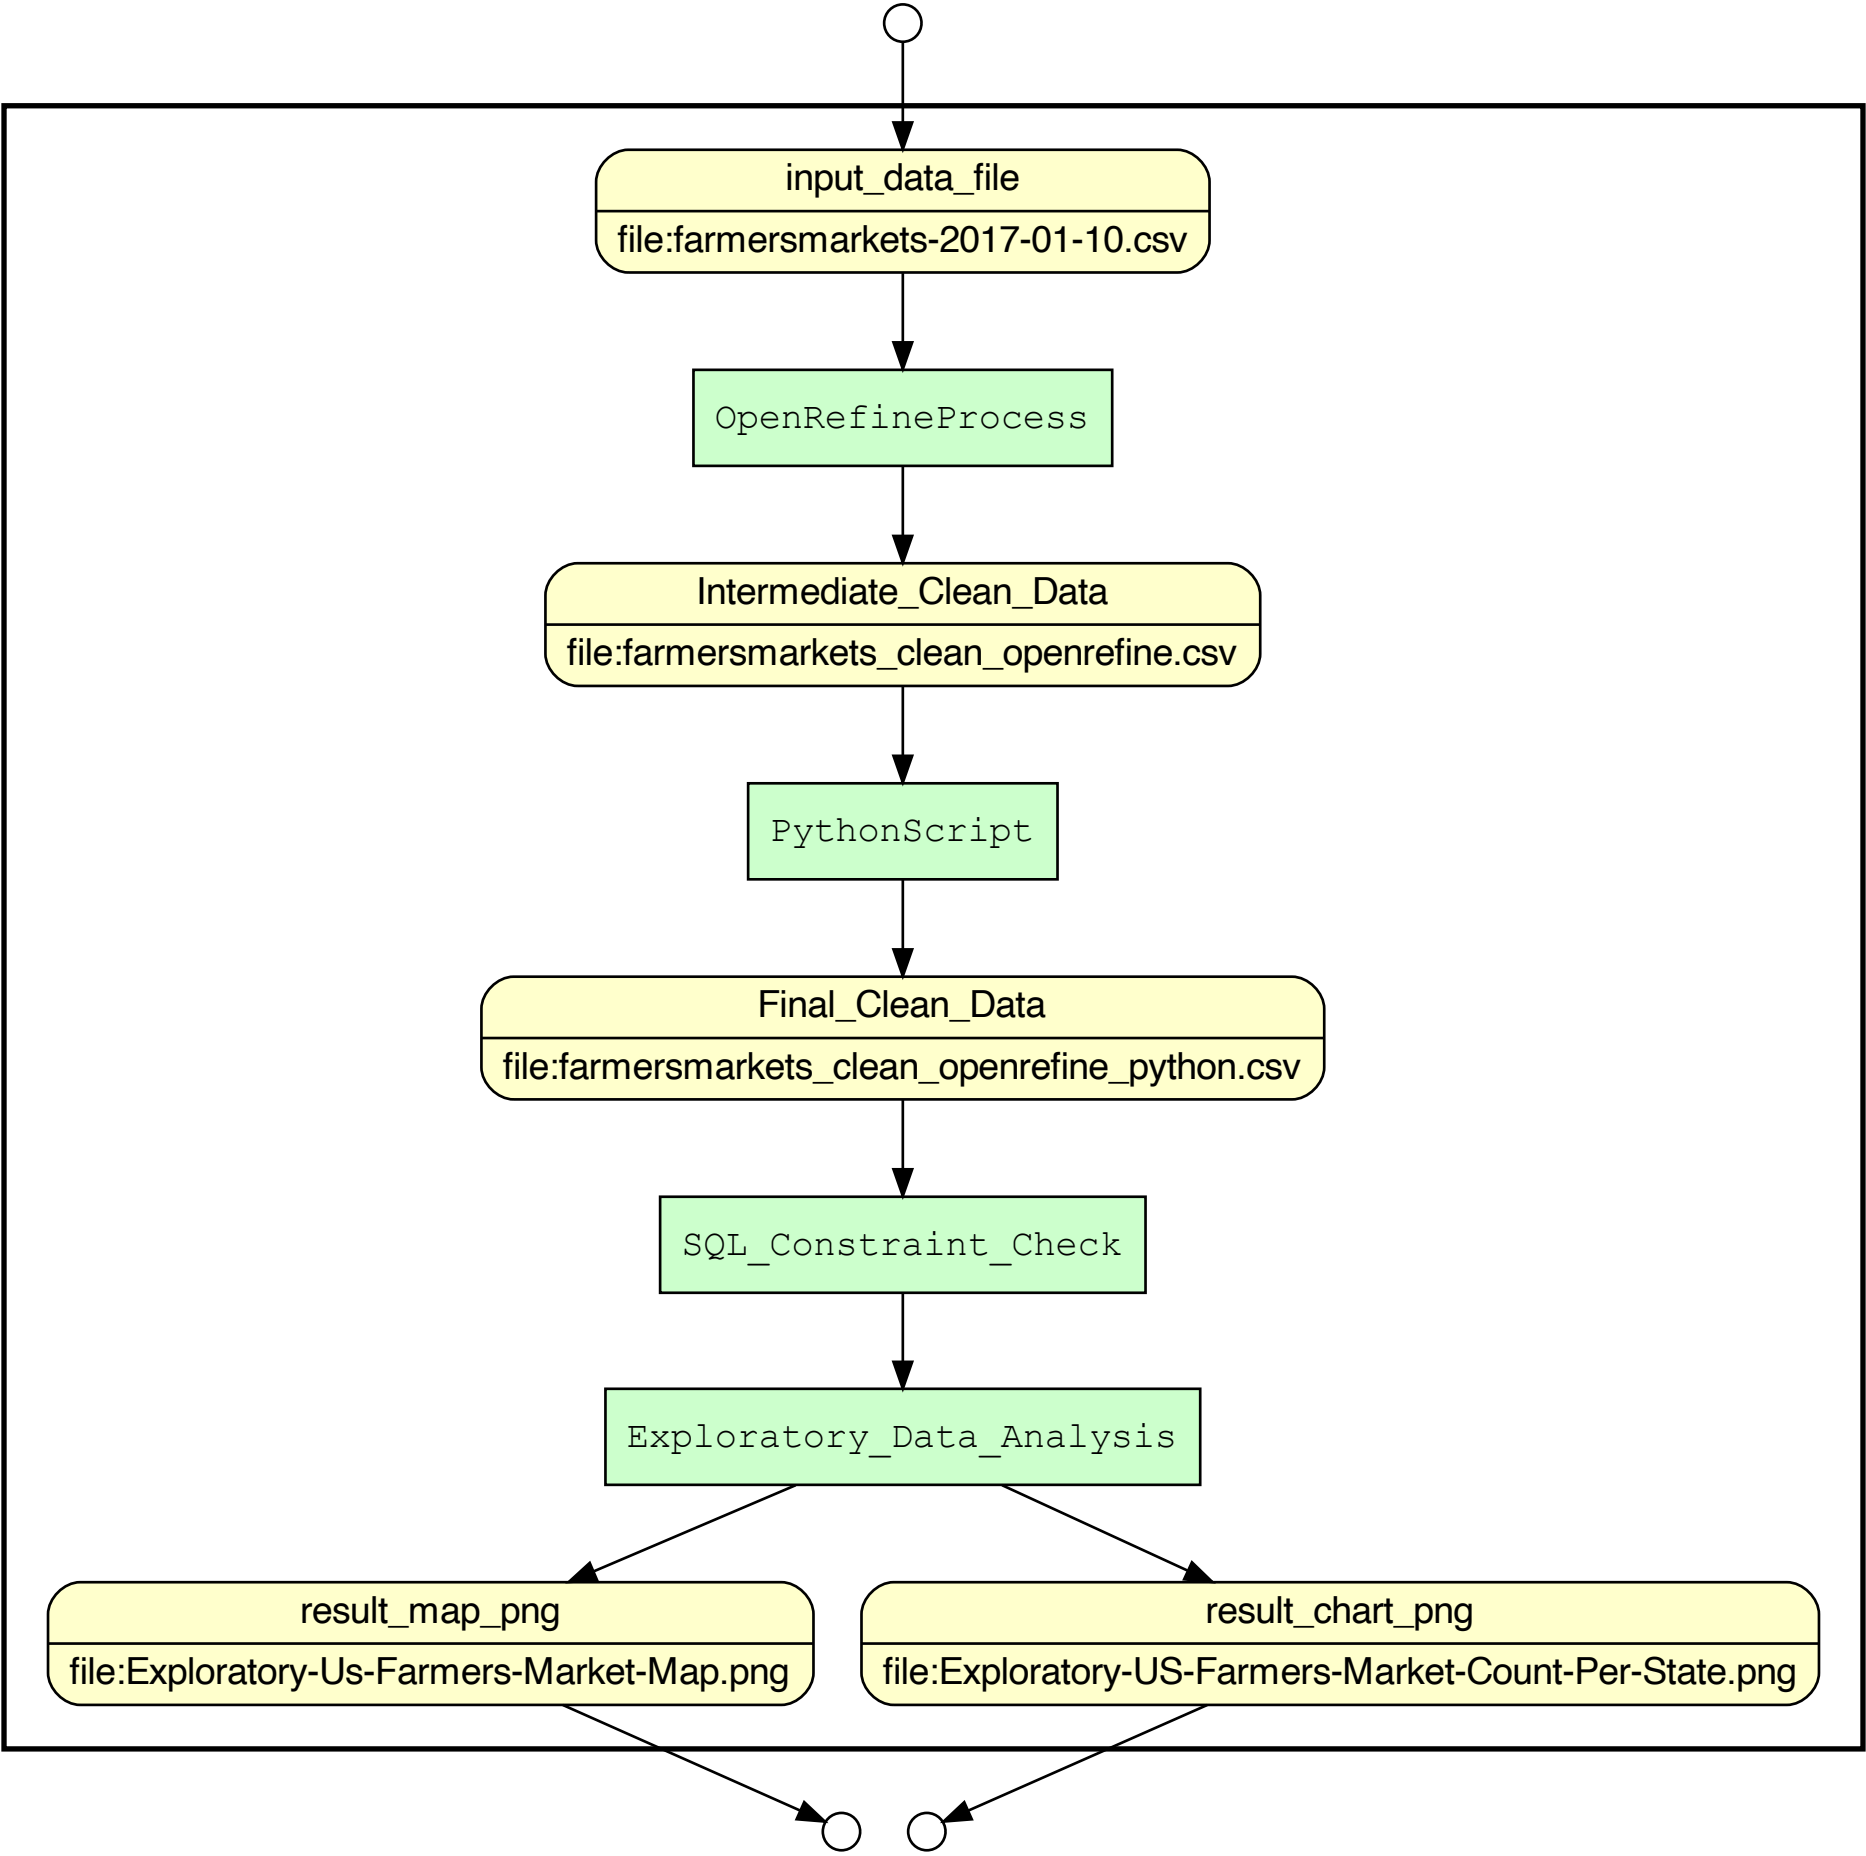 input_data_file
file:farmersmarkets-2017-01-10.csv
OpenRefineProcess
Intermediate_Clean_Data
file:farmersmarkets_clean_openrefine.csv
PythonScript
Final_Clean_Data
file:farmersmarkets_clean_openrefine_python.csv
SQL_Constraint_Check
Exploratory_Data_Analysis
result_map_png
file:Exploratory-Us-Farmers-Market-Map.png
result_chart_png
file:Exploratory-US-Farmers-Market-Count-Per-State.png